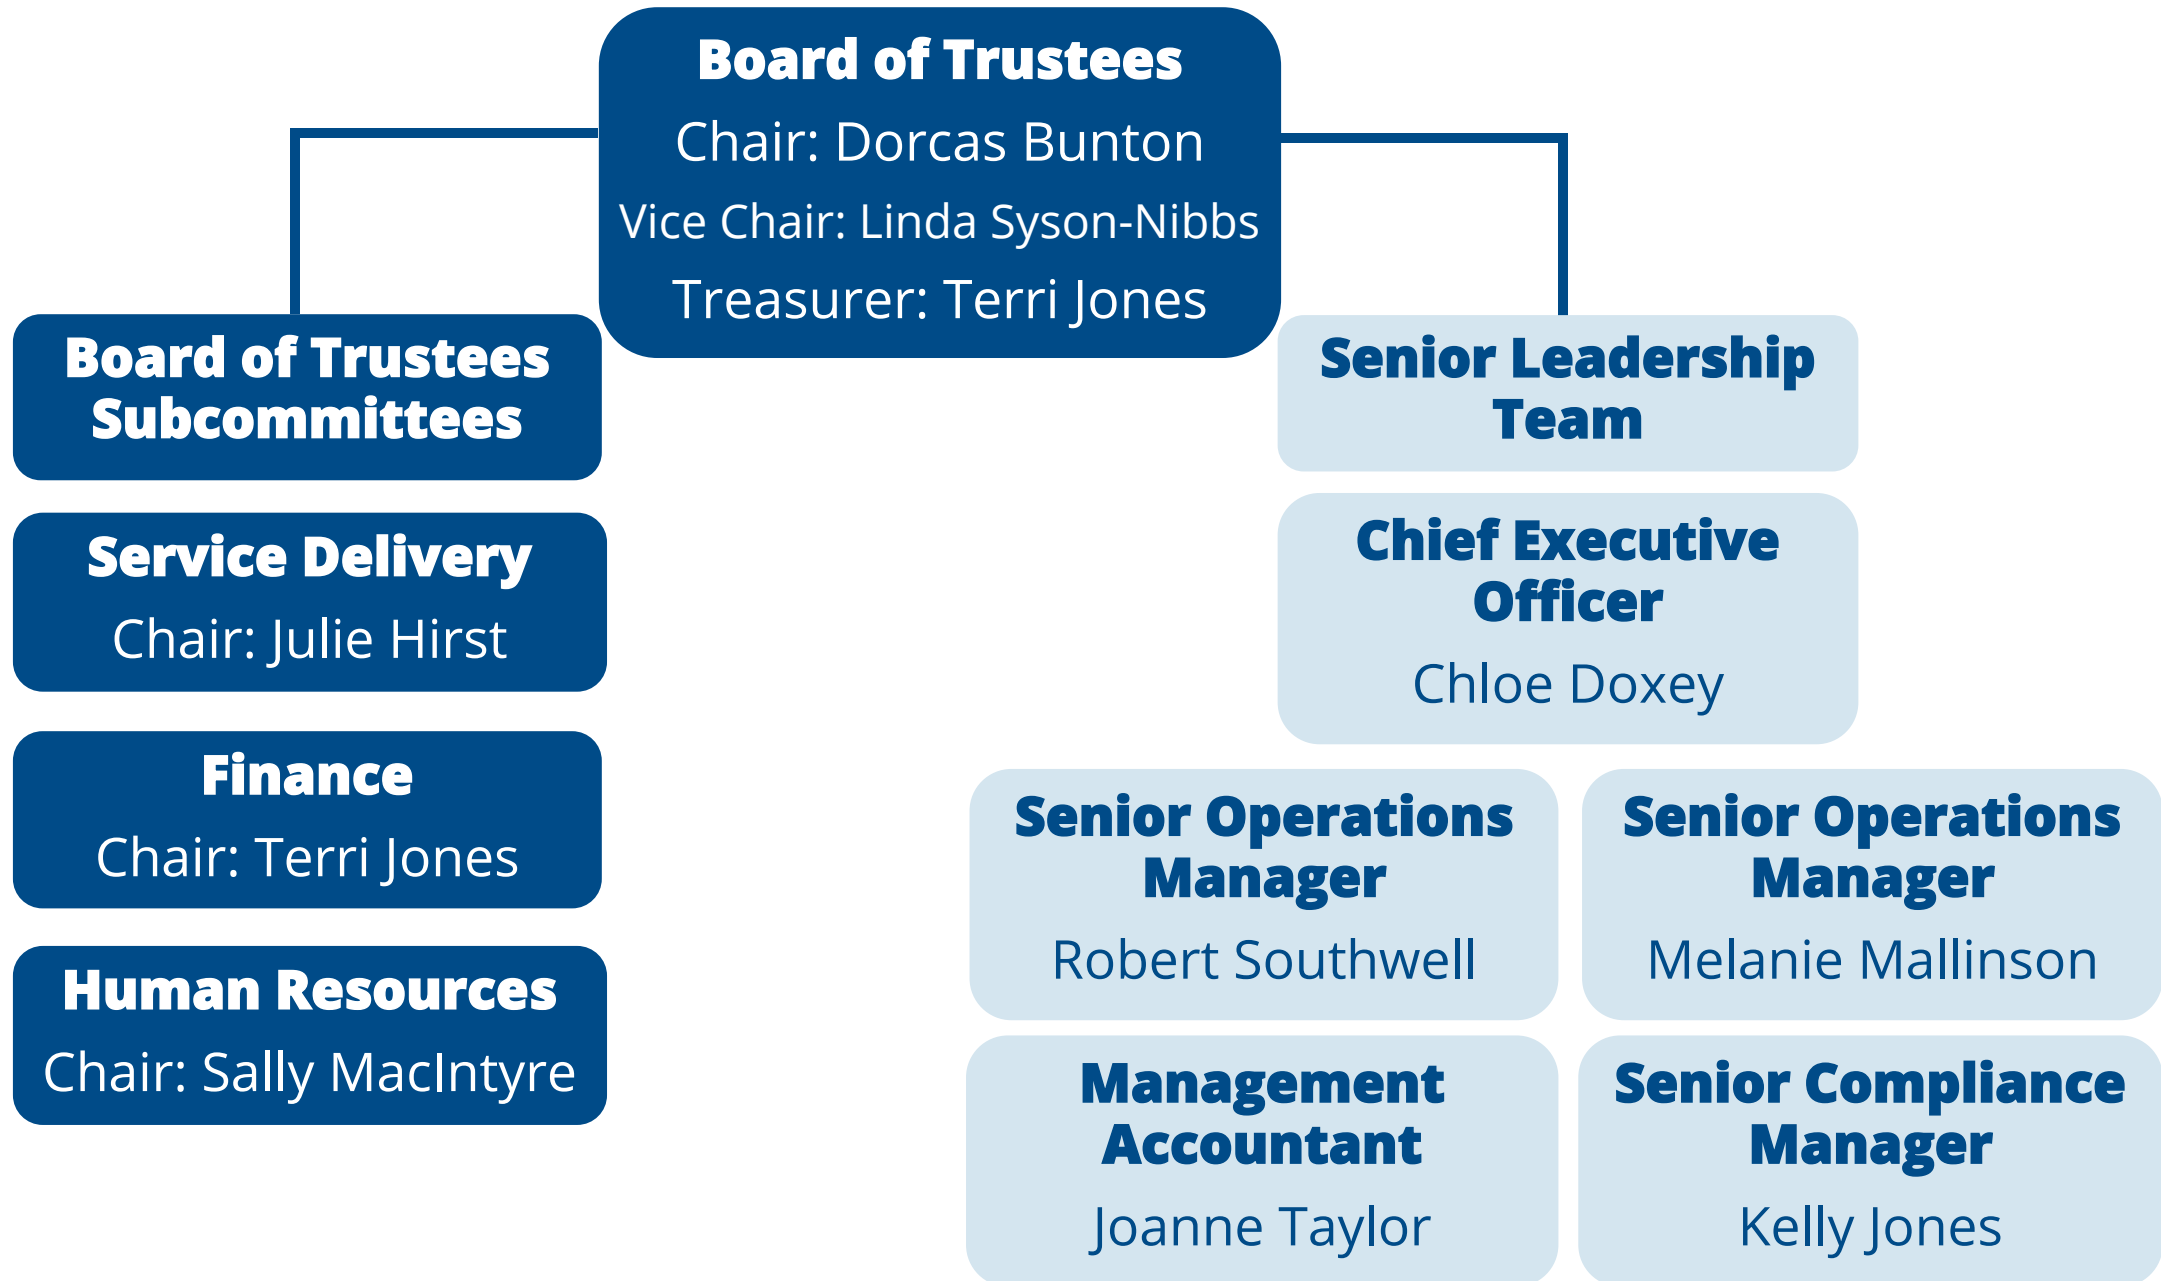 Board of Trustees
Chair: Dorcas Bunton
Vice Chair: Linda Syson-Nibbs
Treasurer: Terri Jones
Board of Trustees
Subcommittees
Service Delivery
Chair: Julie Hirst
Finance
Chair: Terri Jones
Human Resources
Chair: Sally MacIntyre
Senior Leadership
Team
Chief Executive
Officer
Chloe Doxey
Senior Operations
Manager
Robert Southwell
Senior Operations
Manager
Melanie Mallinson
Management
Accountant
Joanne Taylor
Senior Compliance
Manager
Kelly Jones